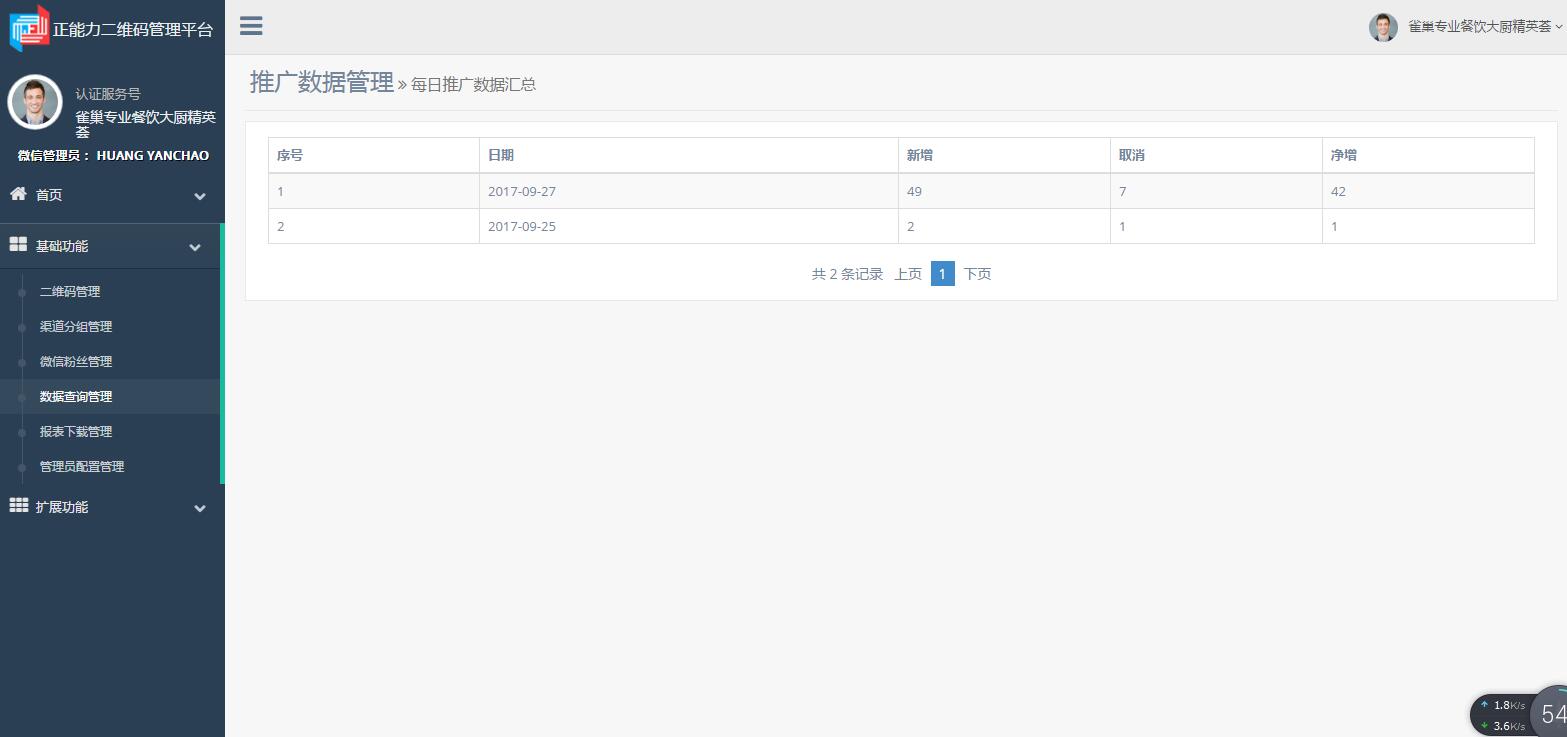 正能力二维码管理平台
雀巢专业餐饮大厨精英荟
认证服务号
雀巢专业餐饮大厨精英
荟
微信管理员： HUANG YANCHAO
首页
基础功能
二维码管理
渠道分组管理
微信粉丝管理
数据查询管理
报表下载管理
管理员配置管理
扩展功能
推广数据管理 » 每日推广数据汇总
序号 日期 新增 取消 净增
1 2017-09-27 49 7 42
2 2017-09-25 2 1 1
共 2 条记录 上页 1 下页
1.8K/s
3.6K/s
54